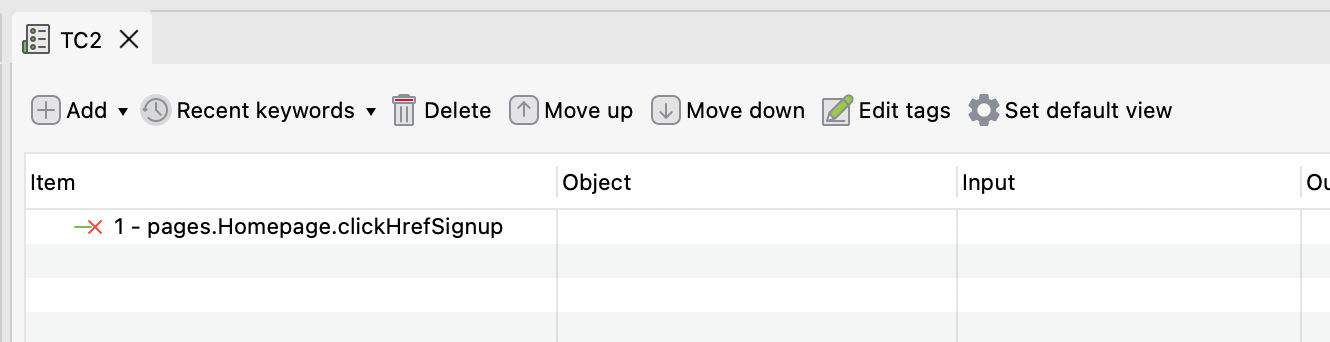 TC2
Add Recent keywords Delete Move up Move down Edit tags Set default view
Item Object Input Ou
1 - pages.Homepage.clickHrefSignup